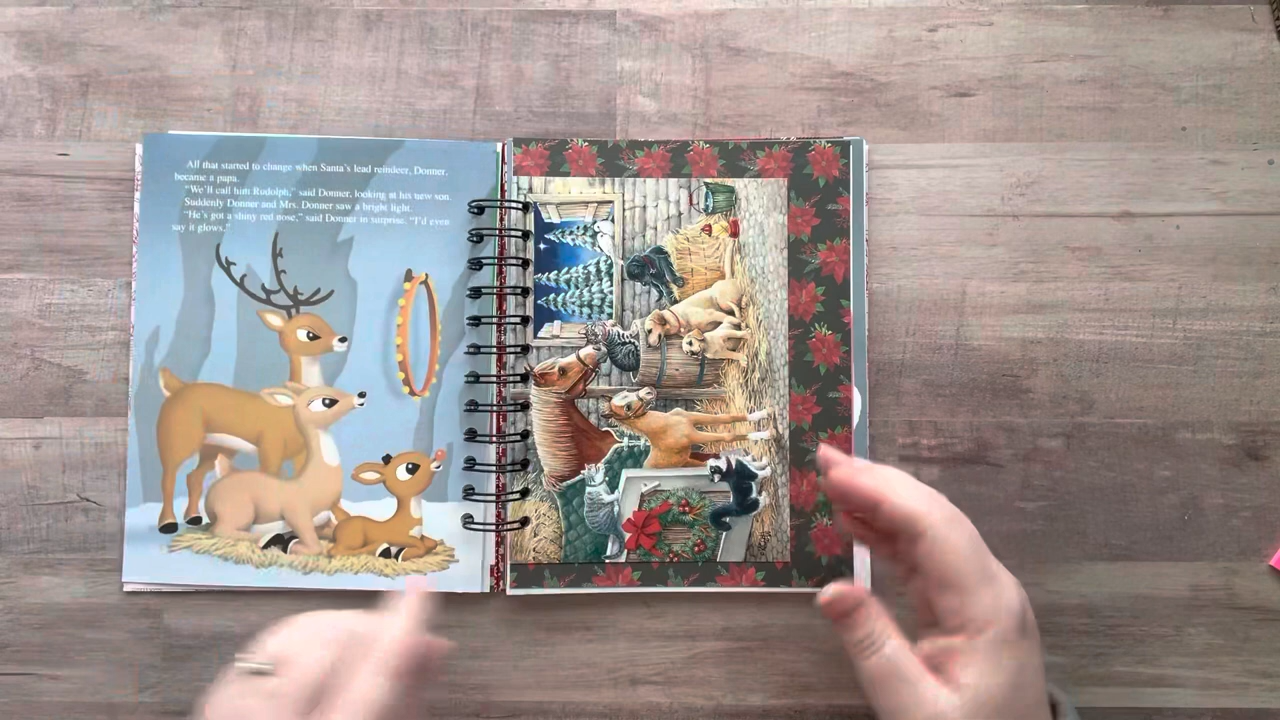 All that started to change when Santa's lead reindeer, Donner,
became a papa.
"We'll call him Rudolph," said Donner, looking at his new son.
Suddenly Donner and Mrs. Donner saw a bright light.
"He's got a shiny red nose," said Donner in surprise. "I'd even
say it glows."